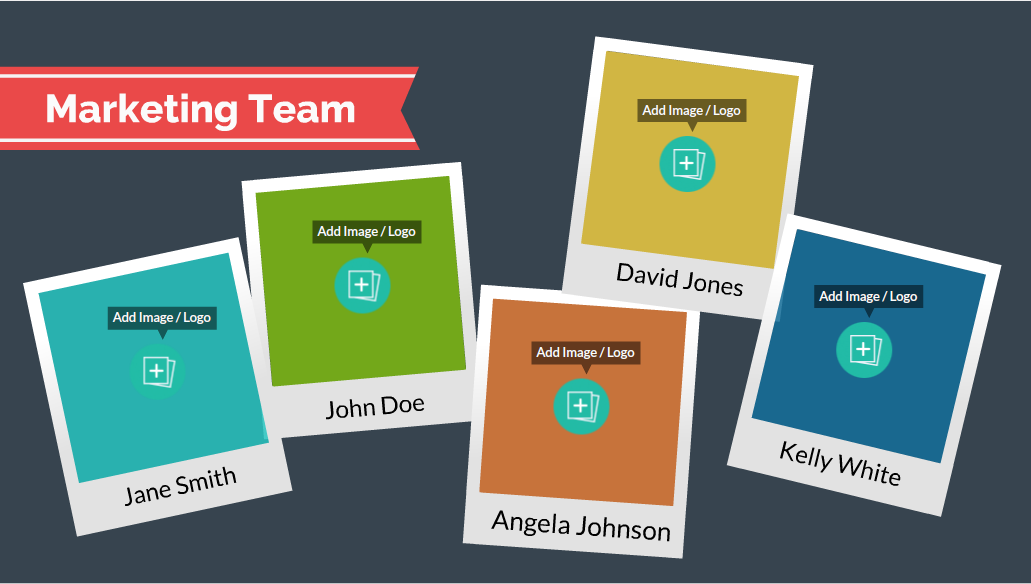 Marketing Team
Add Image / Logo
David Jones
Add Image / Logo
John Doe
Add Image / Logo
Jane Smith
Add Image / Logo
Angela Johnson
Add Image / Logo
Kelly White